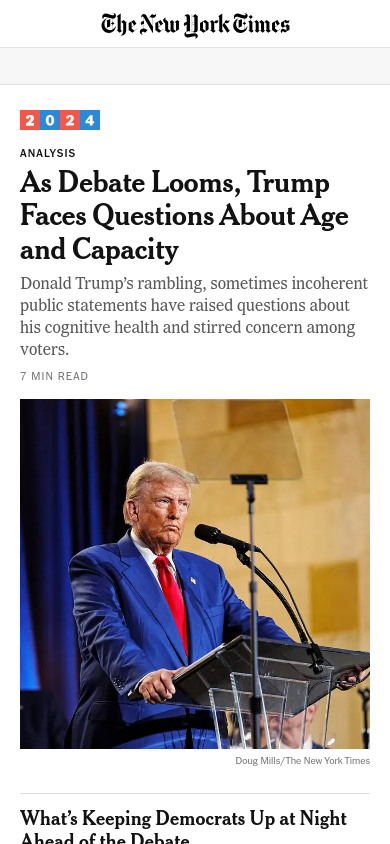 The New York Times
2024
ANALYSIS
As Debate Looms, Trump
Faces Questions About Age
and Capacity
Donald Trump’s rambling, sometimes incoherent
public statements have raised questions about
his cognitive health and stirred concern among
voters.
7 MIN READ
Doug Mills/The New York Times
What’s Keeping Democrats Up at Night
Ahead of the Debate